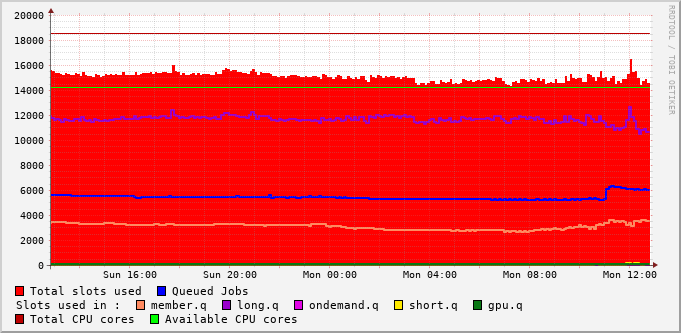 RRDTOOL / TOBI OETIKER
20000
18000
16000
14000
12000
10000
8000
6000
4000
2000
0
Sun 16:00 Sun 20:00 Mon 00:00 Mon 04:00 Mon 08:00 Mon 12:00
Total slots used Queued Jobs
Slots used in : member.q long.q ondemand.q short.q gpu.q
Total CPU cores Available CPU cores